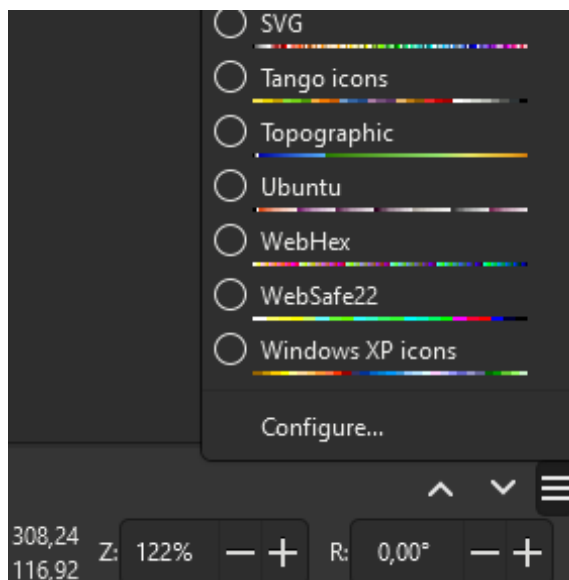 SVG
Tango icons
Topographic
Ubuntu
WebHex
WebSafe22
Windows XP icons
Configure...
308,24
116,92
Z: 122%
R: 0,00°